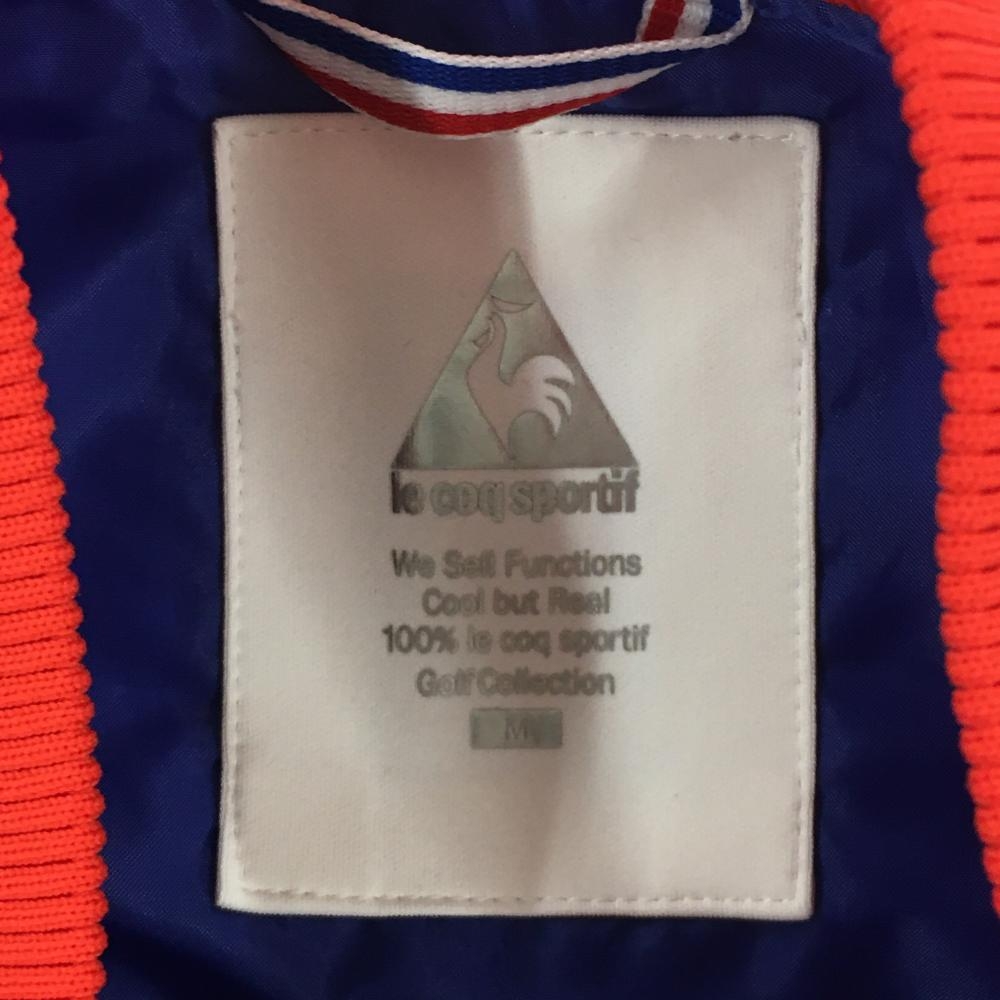 le coq sportif
We Sell Functions
Cool but Real
100% le coq sportif
Golf Collection
M